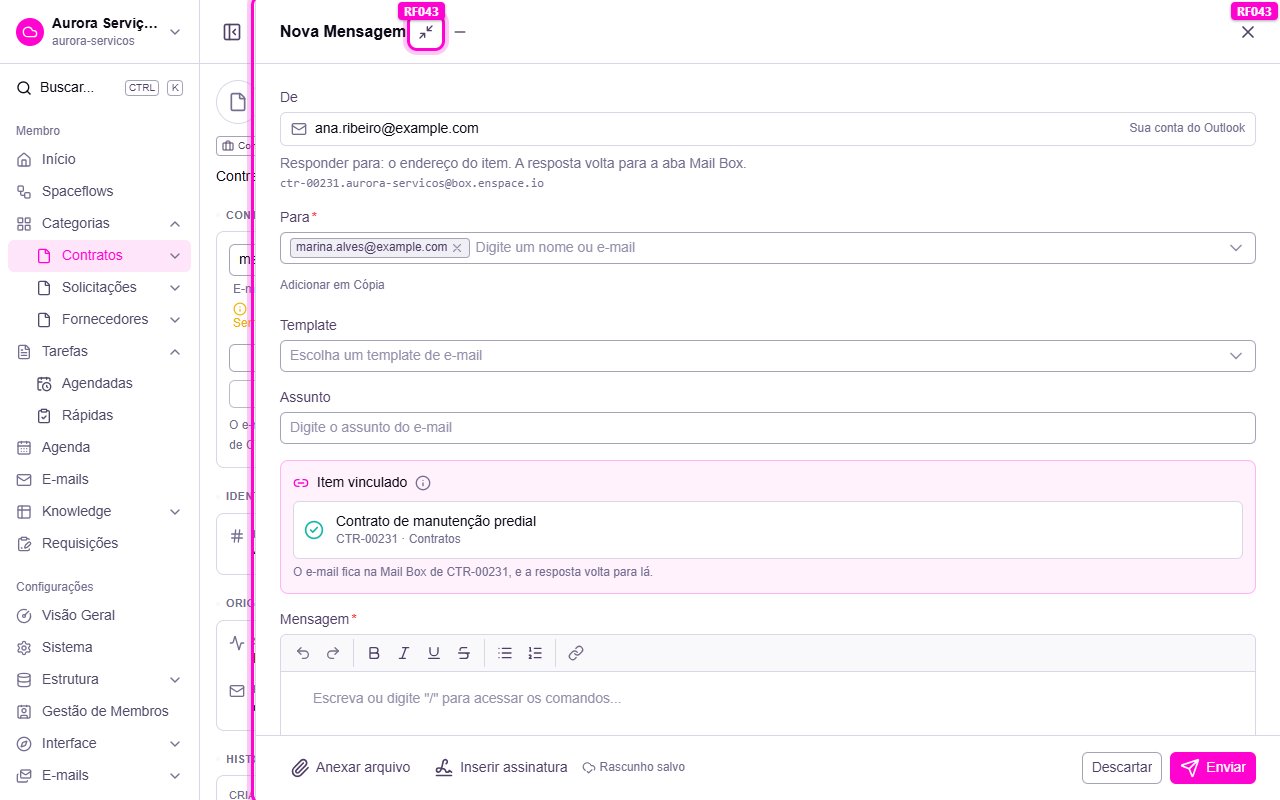 Aurora Serviç...
aurora-servicos
Buscar...
CTRL
K
Membro
Início
Spaceflows
Categorias
Contratos
Solicitações
Fornecedores
Tarefas
Agendadas
Rápidas
Agenda
E-mails
Knowledge
Requisições
Configurações
Visão Geral
Sistema
Estrutura
Gestão de Membros
Interface
E-mails
RF043
RF043
Nova Mensagem
De
ana.ribeiro@example.com
Sua conta do Outlook
Responder para: o endereço do item. A resposta volta para a aba Mail Box.
ctr-00231.aurora-servicos@box.enspace.io
Para*
marina.alves@example.com
Digite um nome ou e-mail
Adicionar em Cópia
Template
Escolha um template de e-mail
Assunto
Digite o assunto do e-mail
Item vinculado
Contrato de manutenção predial
CTR-00231 · Contratos
O e-mail fica na Mail Box de CTR-00231, e a resposta volta para lá.
Mensagem*
Escreva ou digite "/" para acessar os comandos...
Anexar arquivo
Inserir assinatura
Rascunho salvo
Descartar
Enviar